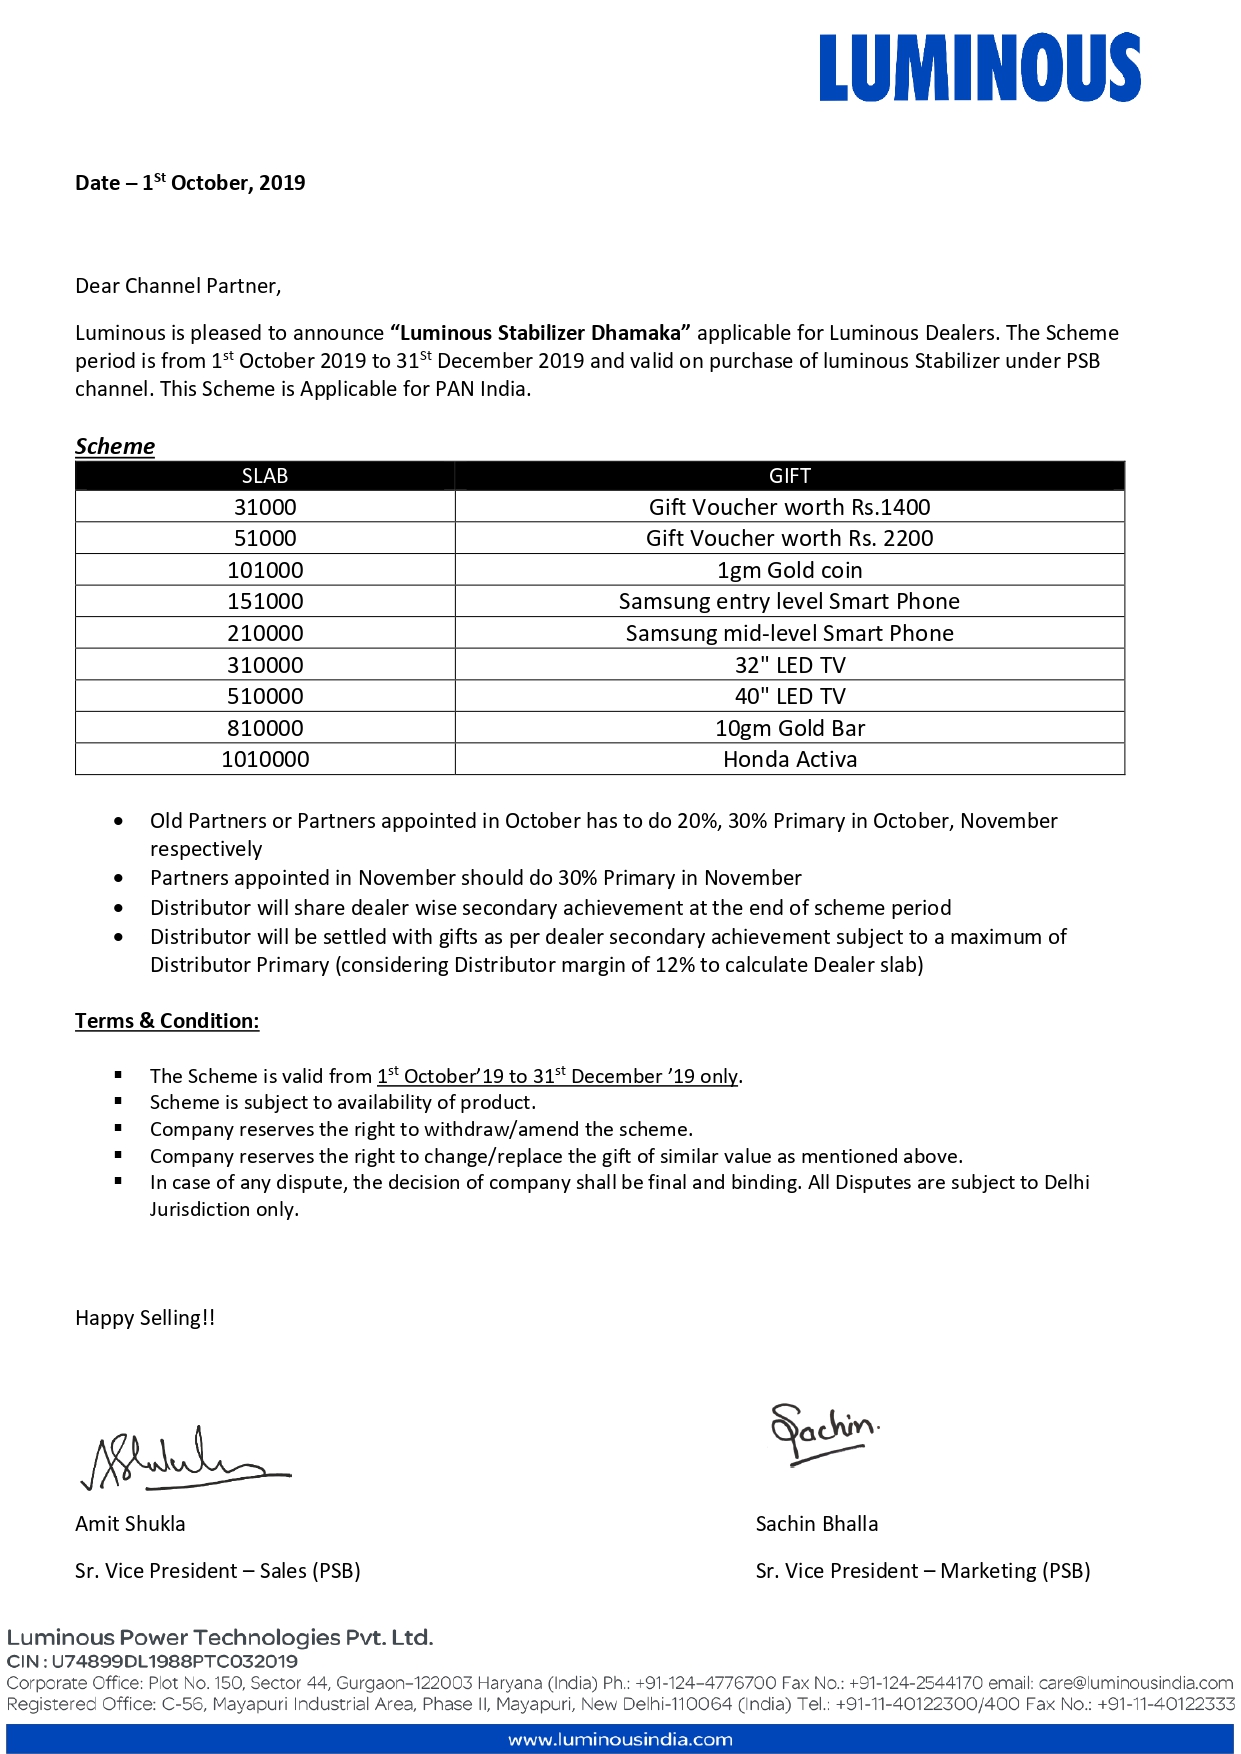 LUMINOUS
Date – 1St October, 2019
Dear Channel Partner,
Luminous is pleased to announce “Luminous Stabilizer Dhamaka” applicable for Luminous Dealers. The Scheme
period is from 1st October 2019 to 31St December 2019 and valid on purchase of luminous Stabilizer under PSB
channel. This Scheme is Applicable for PAN India.
Scheme
SLAB GIFT
31000 Gift Voucher worth Rs.1400
51000 Gift Voucher worth Rs. 2200
101000 1gm Gold coin
151000 Samsung entry level Smart Phone
210000 Samsung mid-level Smart Phone
310000 32" LED TV
510000 40" LED TV
810000 10gm Gold Bar
1010000 Honda Activa
• Old Partners or Partners appointed in October has to do 20%, 30% Primary in October, November
respectively
• Partners appointed in November should do 30% Primary in November
• Distributor will share dealer wise secondary achievement at the end of scheme period
• Distributor will be settled with gifts as per dealer secondary achievement subject to a maximum of
Distributor Primary (considering Distributor margin of 12% to calculate Dealer slab)
Terms & Condition:
▪ The Scheme is valid from 1st October’19 to 31st December ’19 only.
▪ Scheme is subject to availability of product.
▪ Company reserves the right to withdraw/amend the scheme.
▪ Company reserves the right to change/replace the gift of similar value as mentioned above.
▪ In case of any dispute, the decision of company shall be final and binding. All Disputes are subject to Delhi
Jurisdiction only.
Happy Selling!!
AShukla Sachin.
Amit Shukla Sachin Bhalla
Sr. Vice President – Sales (PSB) Sr. Vice President – Marketing (PSB)
Luminous Power Technologies Pvt. Ltd.
CIN : U74899DL1988PTC032019
Corporate Office: Plot No. 150, Sector 44, Gurgaon–122003 Haryana (India) Ph.: +91-124–4776700 Fax No.: +91-124-2544170 email: care@luminousindia.com
Registered Office: C-56, Mayapuri Industrial Area, Phase II, Mayapuri, New Delhi-110064 (India) Tel.: +91-11-40122300/400 Fax No.: +91-11-40122333
www.luminousindia.com